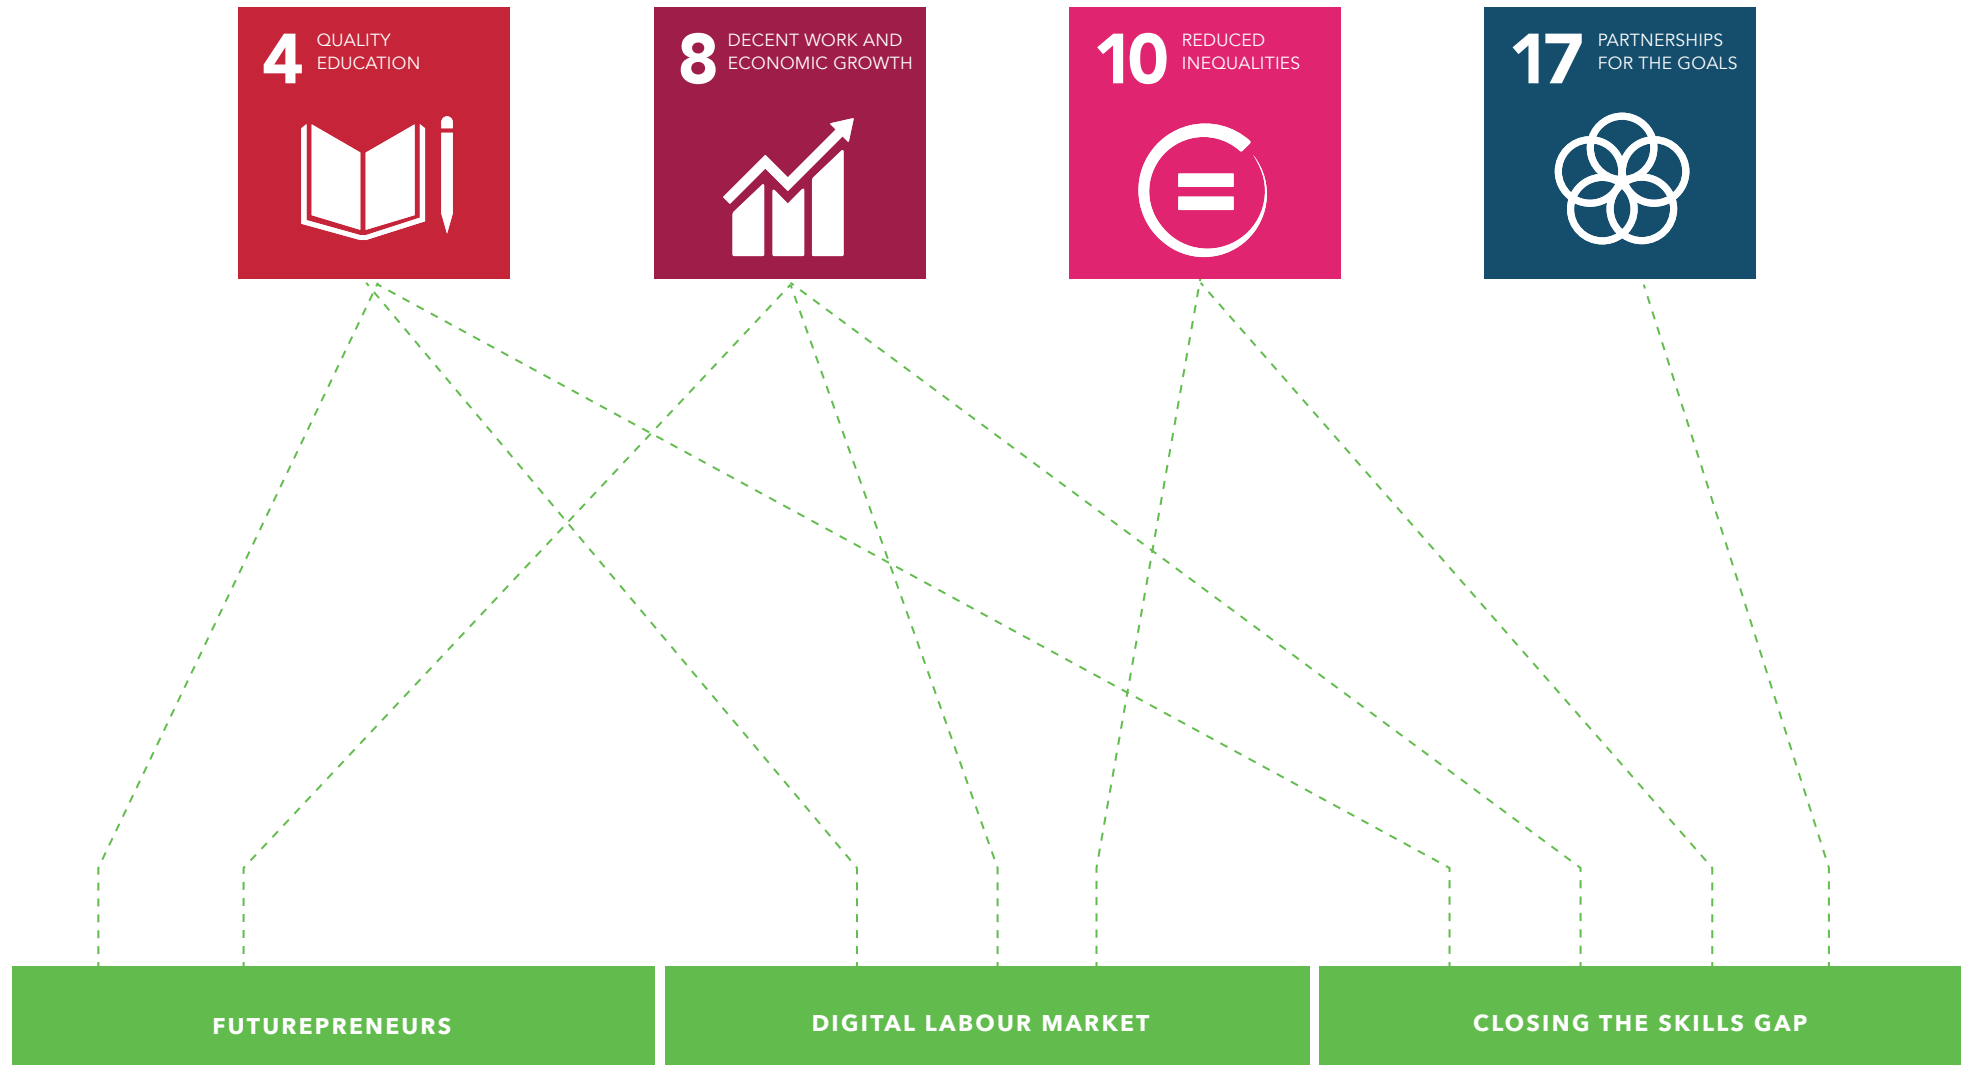 4 QUALITY
EDUCATION
8 DECENT WORK AND
ECONOMIC GROWTH
10 REDUCED
INEQUALITIES
17 PARTNERSHIPS
FOR THE GOALS
FUTUREPRENEURS
DIGITAL LABOUR MARKET
CLOSING THE SKILLS GAP